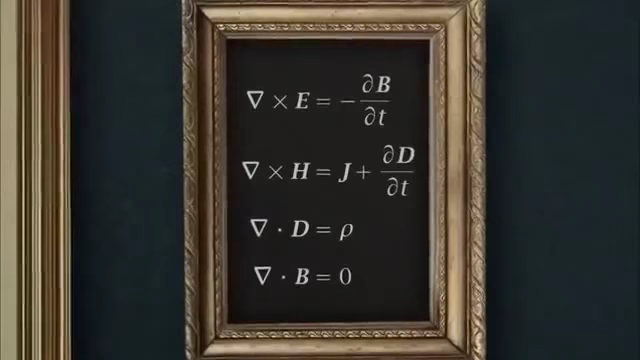 ∇ × E = −∂B/∂t
∇ × H = J + ∂D/∂t
∇ · D = ρ
∇ · B = 0